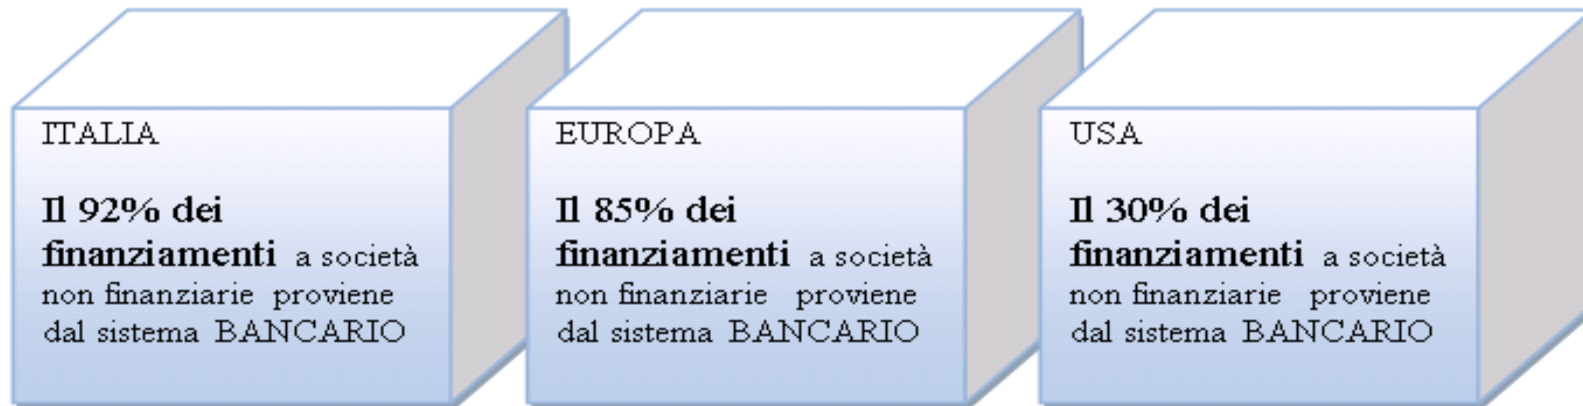 ITALIA
Il 92% dei
finanziamenti a società
non finanziarie proviene
dal sistema BANCARIO
EUROPA
Il 85% dei
finanziamenti a società
non finanziarie proviene
dal sistema BANCARIO
USA
Il 30% dei
finanziamenti a società
non finanziarie proviene
dal sistema BANCARIO